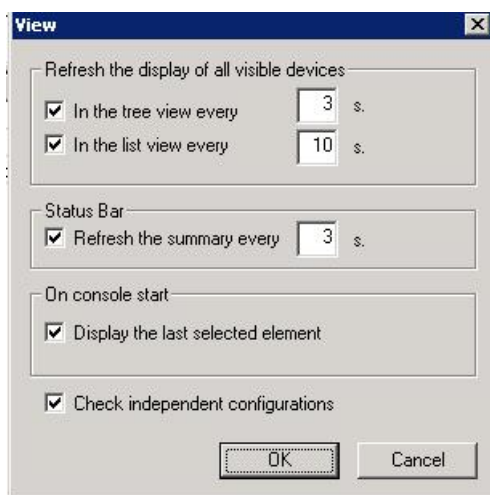 View
Refresh the display of all visible devices
In the tree view every 3 s.
In the list view every 10 s.
Status Bar
Refresh the summary every 3 s.
On console start
Display the last selected element
Check independent configurations
OK Cancel